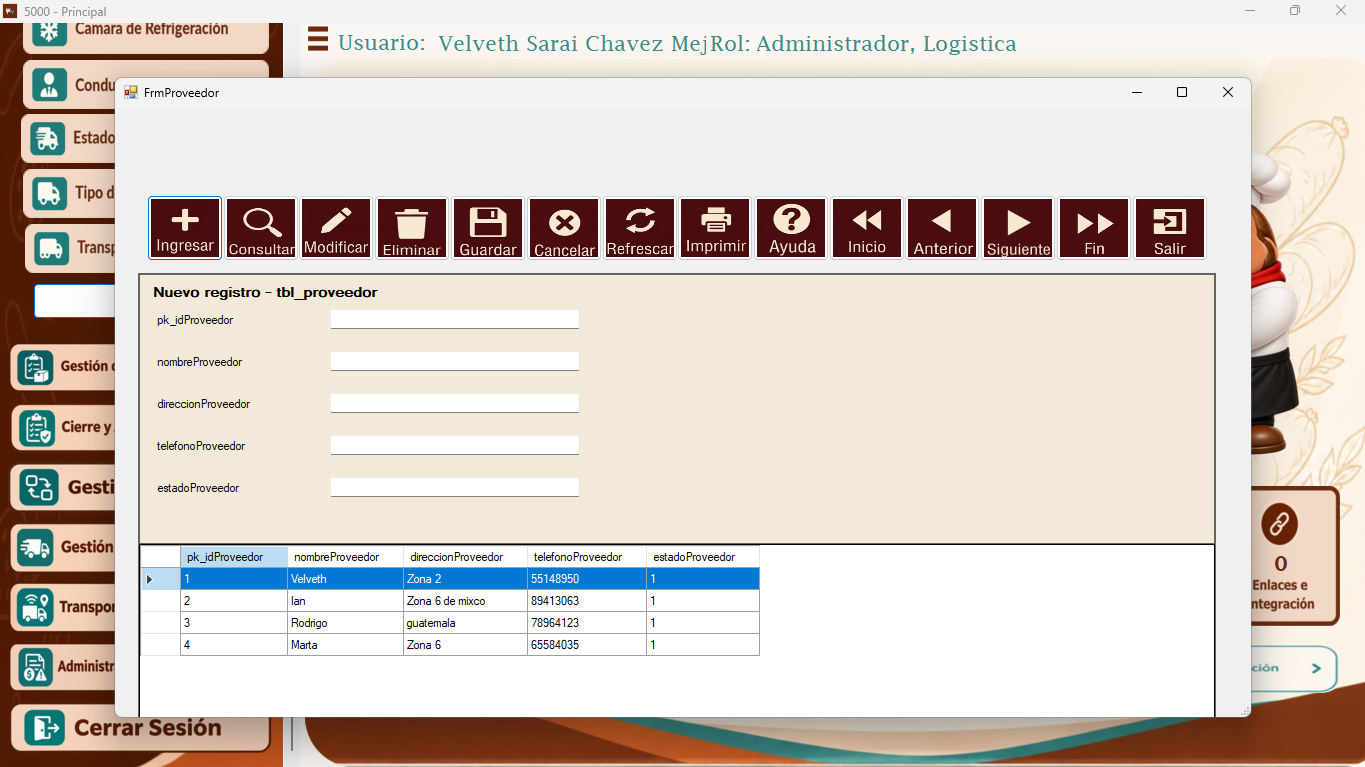 5000 - Principal
Camara de Refrigeración
Usuario: Velveth Sarai Chavez MejRol: Administrador, Logistica
Condu
FrmProveedor
Estado
Tipo d
Transp
Ingresar Consultar Modificar Eliminar Guardar Cancelar Refrescar Imprimir Ayuda Inicio Anterior Siguiente Fin Salir
Nuevo registro - tbl_proveedor
pk_idProveedor
nombreProveedor
direccionProveedor
telefonoProveedor
estadoProveedor
Gestión
Cierre y
Gesti
Gestión
Transpor
Administr
Cerrar Sesión
pk_idProveedor nombreProveedor direccionProveedor telefonoProveedor estadoProveedor
1 Velveth Zona 2 55148950 1
2 Ian Zona 6 de mixco 89413063 1
3 Rodrigo guatemala 78964123 1
4 Marta Zona 6 65584035 1
0
Enlaces e
ntegración
ción >